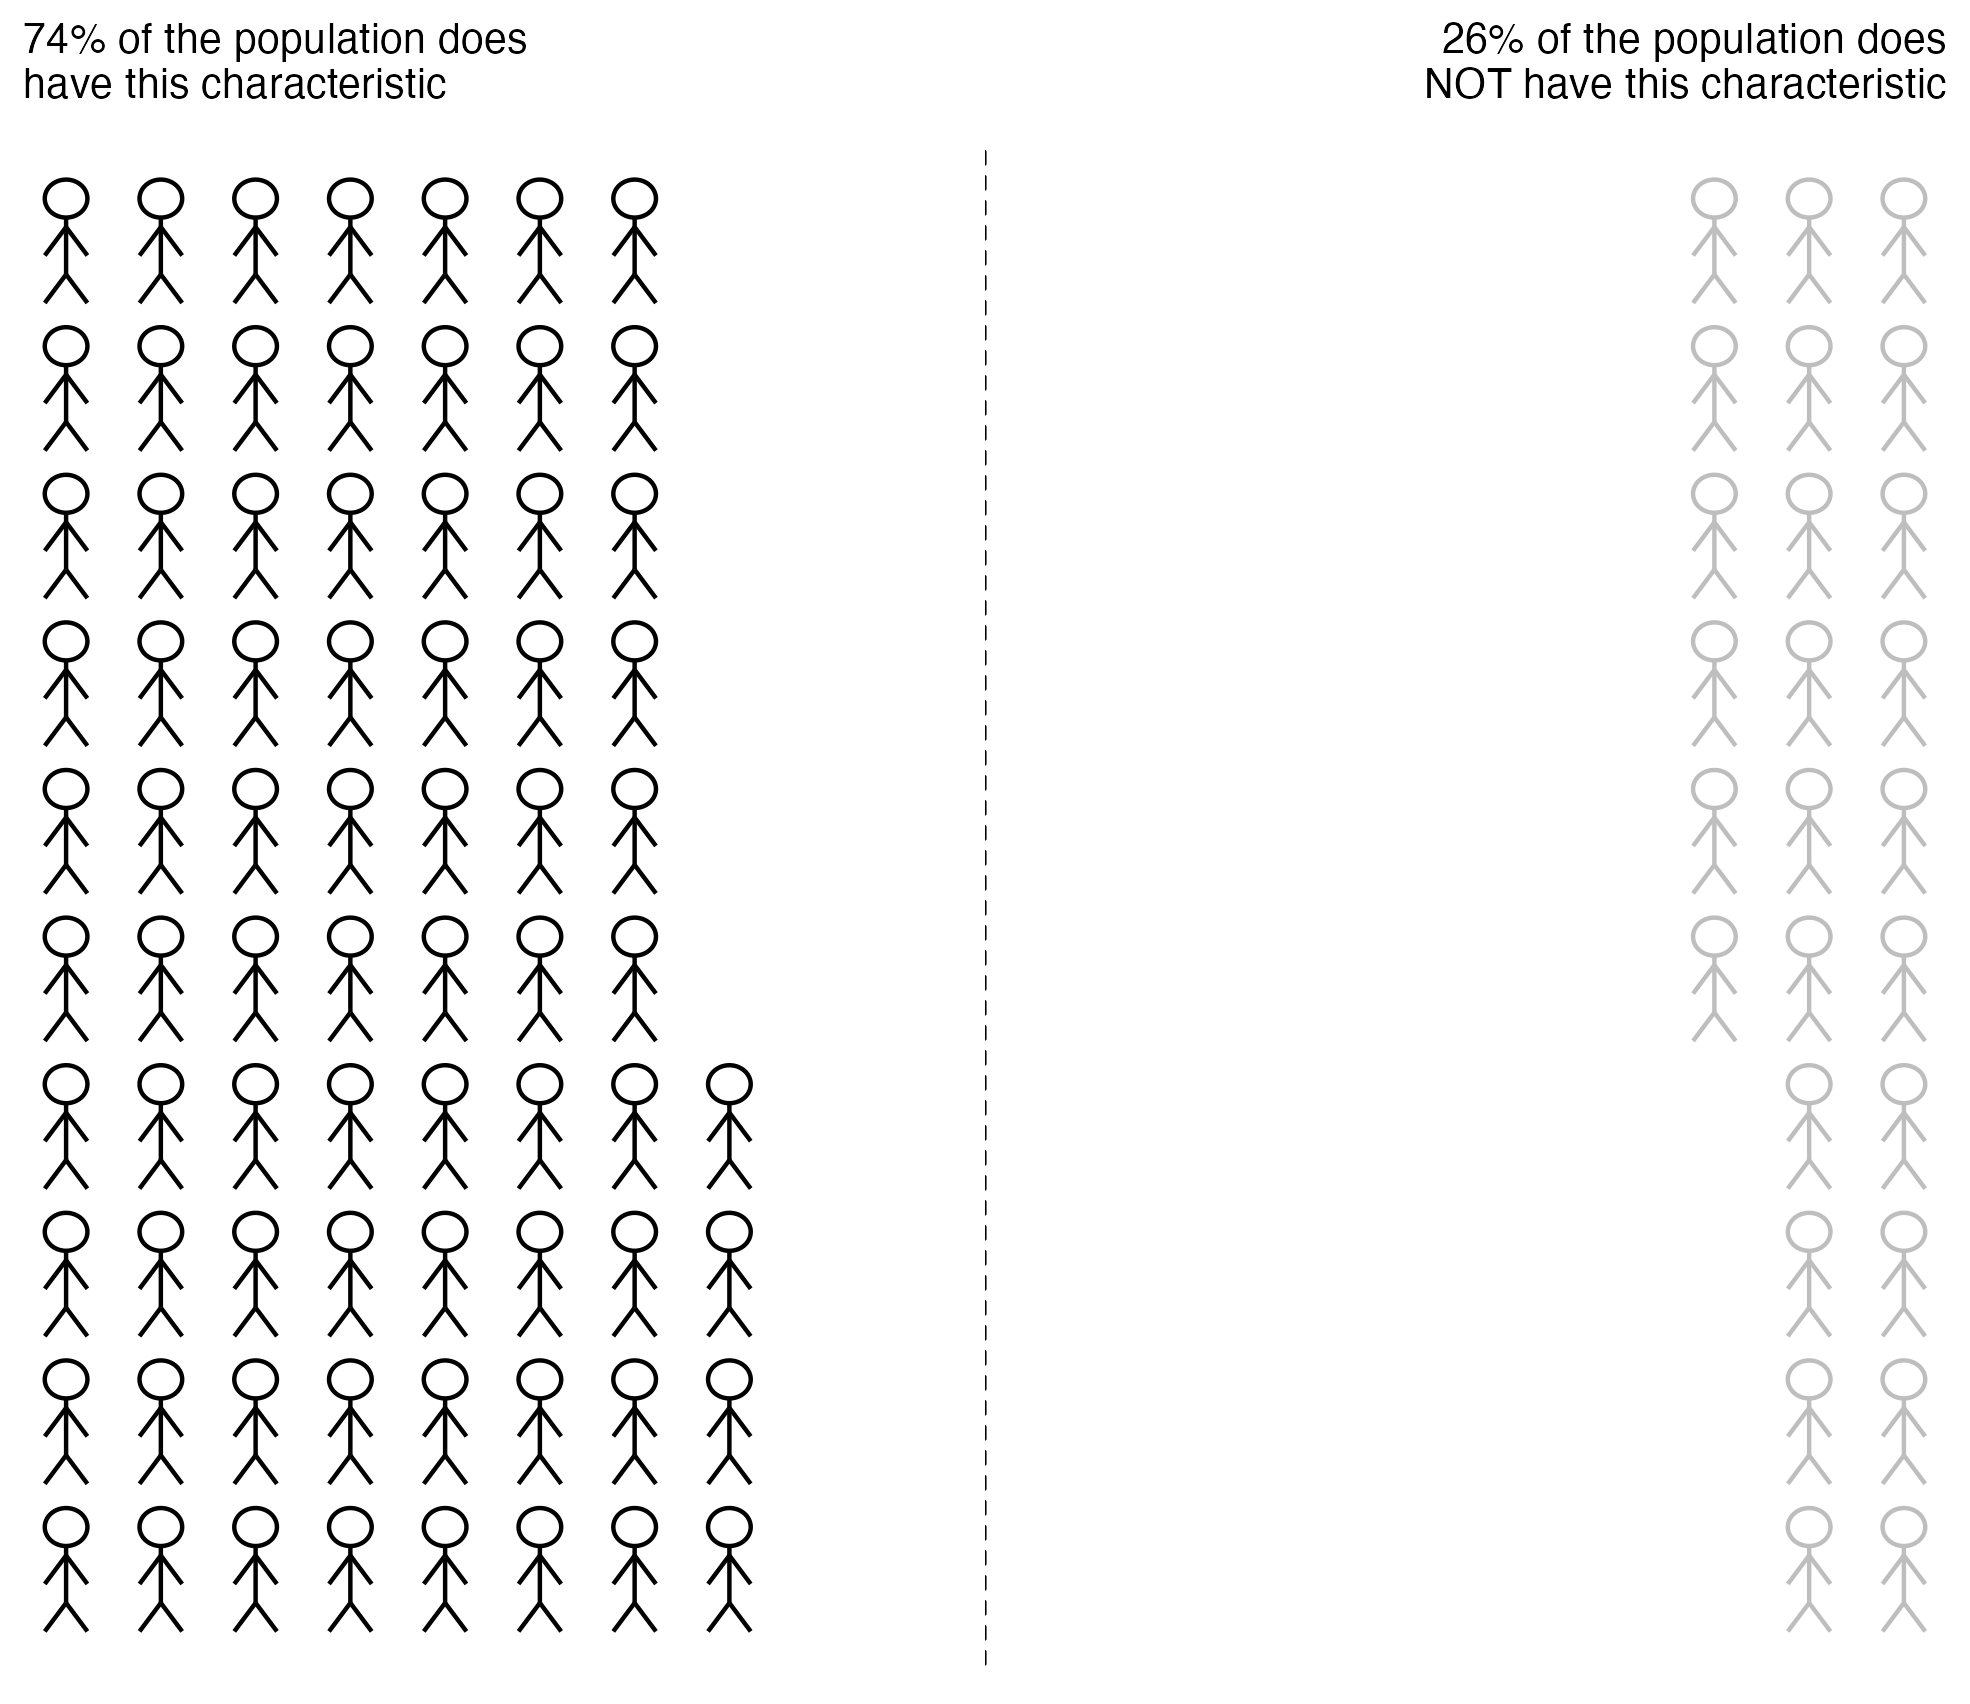 74% of the population does
have this characteristic
26% of the population does
NOT have this characteristic